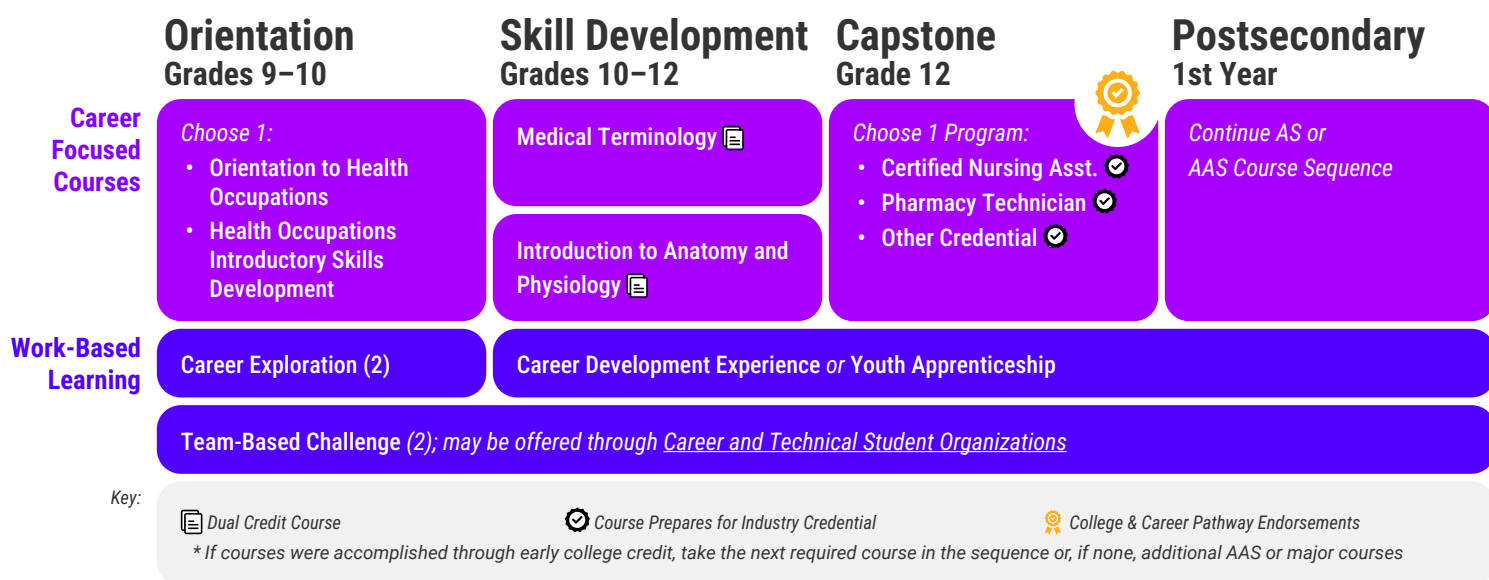 Orientation
Grades 9–10
Skill Development
Grades 10–12
Capstone
Grade 12
Postsecondary
1st Year
Career
Focused
Courses
Choose 1:
• Orientation to Health
Occupations
• Health Occupations
Introductory Skills
Development
Medical Terminology
Introduction to Anatomy and
Physiology
Choose 1 Program:
• Certified Nursing Asst.
• Pharmacy Technician
• Other Credential
Continue AS or
AAS Course Sequence
Work-Based
Learning
Career Exploration (2)
Career Development Experience or Youth Apprenticeship
Team-Based Challenge (2); may be offered through Career and Technical Student Organizations
Key:
Dual Credit Course
Course Prepares for Industry Credential
College & Career Pathway Endorsements
* If courses were accomplished through early college credit, take the next required course in the sequence or, if none, additional AAS or major courses